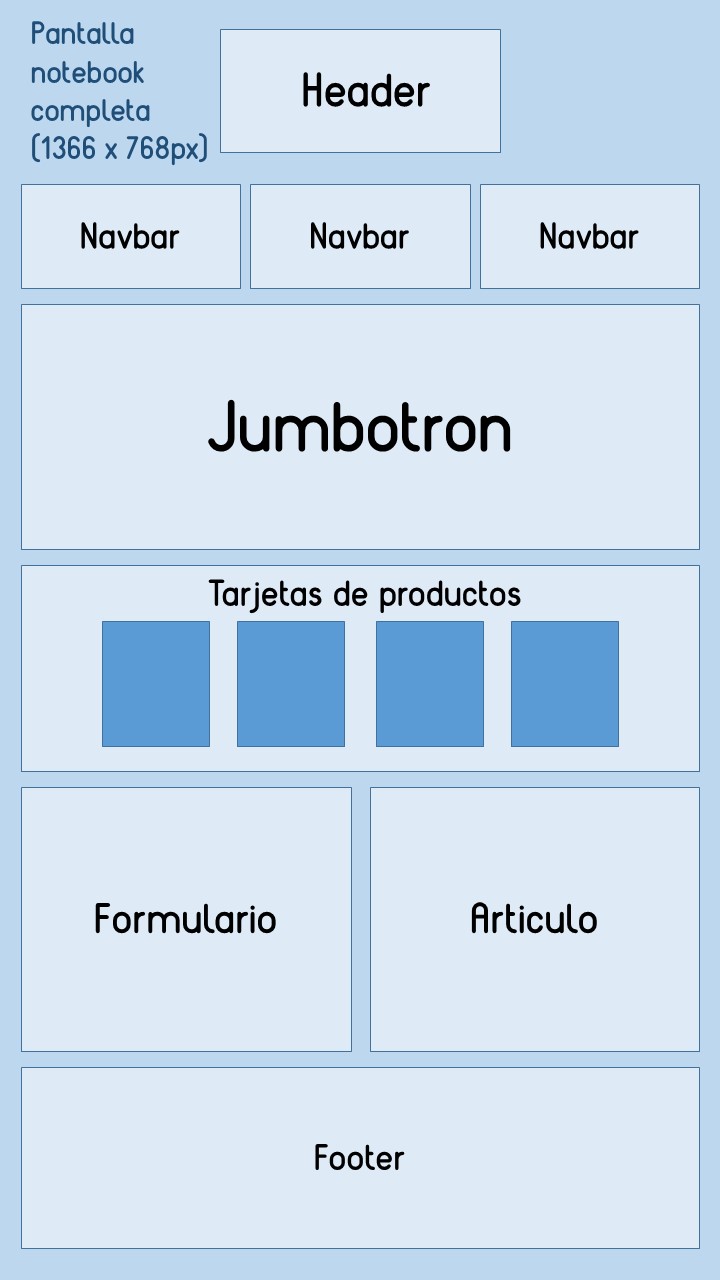 Pantalla
notebook
completa
(1366 x 768px)
Header
Navbar
Navbar
Navbar
Jumbotron
Tarjetas de productos
Formulario
Articulo
Footer